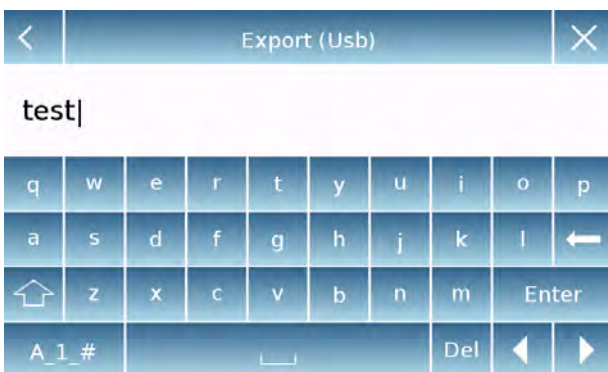 Export (Usb)
test
q w e r t y u i o p
a s d f g h j k l
z x c v b n m Enter
A_1_# Del